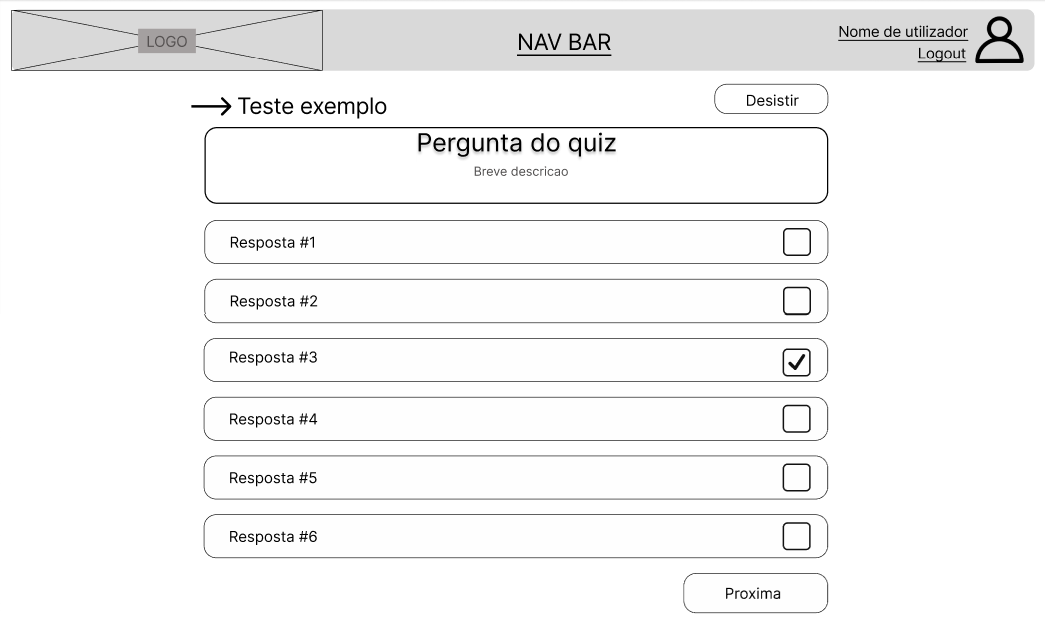 LOGO
NAV BAR
Nome de utilizador
Logout
Teste exemplo
Desistir
Pergunta do quiz
Breve descricao
Resposta #1
Resposta #2
Resposta #3
Resposta #4
Resposta #5
Resposta #6
Proxima